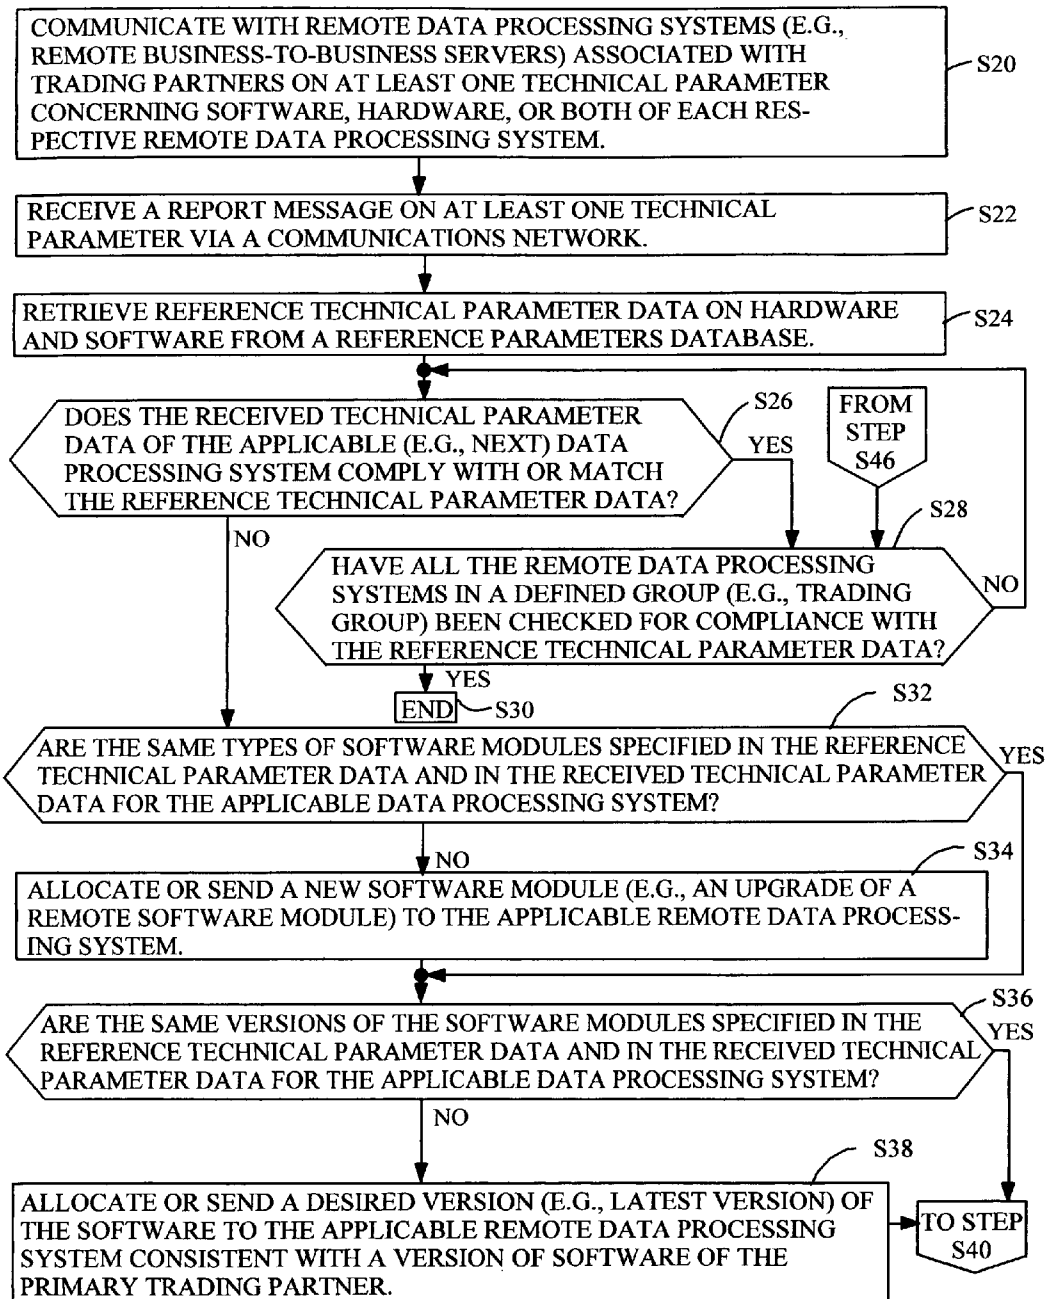 COMMUNICATE WITH REMOTE DATA PROCESSING SYSTEMS (E.G.,
REMOTE BUSINESS-TO-BUSINESS SERVERS) ASSOCIATED WITH
TRADING PARTNERS ON AT LEAST ONE TECHNICAL PARAMETER
CONCERNING SOFTWARE, HARDWARE, OR BOTH OF EACH RES-
PECTIVE REMOTE DATA PROCESSING SYSTEM.
S20
RECEIVE A REPORT MESSAGE ON AT LEAST ONE TECHNICAL
PARAMETER VIA A COMMUNICATIONS NETWORK.
S22
RETRIEVE REFERENCE TECHNICAL PARAMETER DATA ON HARDWARE
AND SOFTWARE FROM A REFERENCE PARAMETERS DATABASE.
S24
DOES THE RECEIVED TECHNICAL PARAMETER
DATA OF THE APPLICABLE (E.G., NEXT) DATA
PROCESSING SYSTEM COMPLY WITH OR MATCH
THE REFERENCE TECHNICAL PARAMETER DATA?
S26
YES
FROM
STEP
S46
NO
S28
HAVE ALL THE REMOTE DATA PROCESSING
SYSTEMS IN A DEFINED GROUP (E.G., TRADING
GROUP) BEEN CHECKED FOR COMPLIANCE WITH
THE REFERENCE TECHNICAL PARAMETER DATA?
NO
YES
END
S30
S32
ARE THE SAME TYPES OF SOFTWARE MODULES SPECIFIED IN THE REFERENCE
TECHNICAL PARAMETER DATA AND IN THE RECEIVED TECHNICAL PARAMETER
DATA FOR THE APPLICABLE DATA PROCESSING SYSTEM?
YES
NO
S34
ALLOCATE OR SEND A NEW SOFTWARE MODULE (E.G., AN UPGRADE OF A
REMOTE SOFTWARE MODULE) TO THE APPLICABLE REMOTE DATA PROCESS-
ING SYSTEM.
S36
ARE THE SAME VERSIONS OF THE SOFTWARE MODULES SPECIFIED IN THE
REFERENCE TECHNICAL PARAMETER DATA AND IN THE RECEIVED TECHNICAL
PARAMETER DATA FOR THE APPLICABLE DATA PROCESSING SYSTEM?
YES
NO
S38
ALLOCATE OR SEND A DESIRED VERSION (E.G., LATEST VERSION) OF
THE SOFTWARE TO THE APPLICABLE REMOTE DATA PROCESSING
SYSTEM CONSISTENT WITH A VERSION OF SOFTWARE OF THE
PRIMARY TRADING PARTNER.
TO STEP
S40